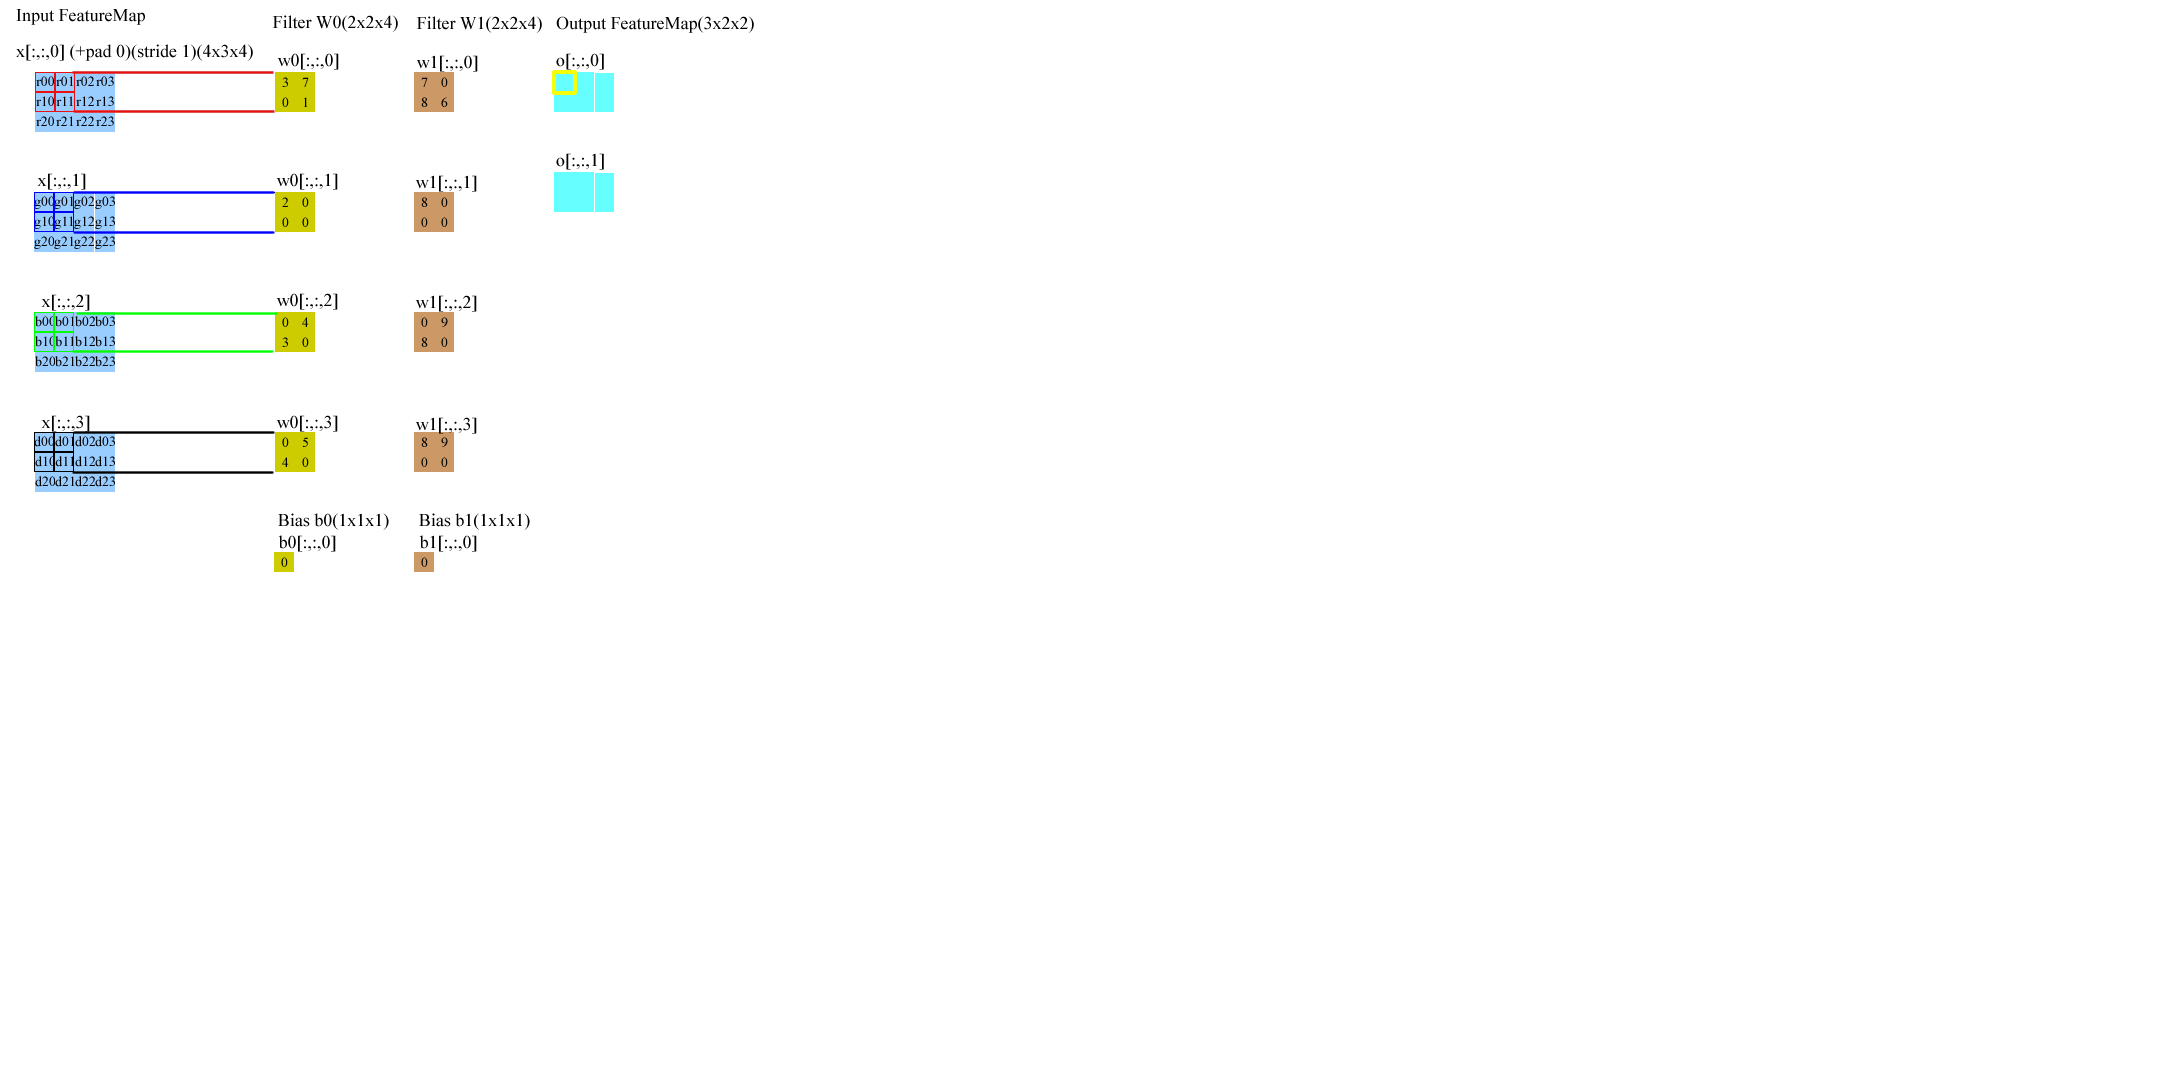 Input FeatureMap
Filter W0(2x2x4)
Filter W1(2x2x4)
Output FeatureMap(3x2x2)
x[:,:,0] (+pad 0)(stride 1)(4x3x4)
w0[:,:,0]
w1[:,:,0]
o[:,:,0]
r00 r01 r02 r03
3 7
7 0
r10 r11 r12 r13
0 1
8 6
r20 r21 r22 r23
o[:,:,1]
x[:,:,1]
w0[:,:,1]
w1[:,:,1]
g00 g01 g02 g03
2 0
8 0
g10 g11 g12 g13
0 0
0 0
g20 g21 g22 g23
x[:,:,2]
w0[:,:,2]
w1[:,:,2]
b00 b01 b02 b03
0 4
0 9
b10 b11 b12 b13
3 0
8 0
b20 b21 b22 b23
x[:,:,3]
w0[:,:,3]
w1[:,:,3]
d00 d01 d02 d03
0 5
8 9
d10 d11 d12 d13
4 0
0 0
d20 d21 d22 d23
Bias b0(1x1x1)
Bias b1(1x1x1)
b0[:,:,0]
b1[:,:,0]
0
0